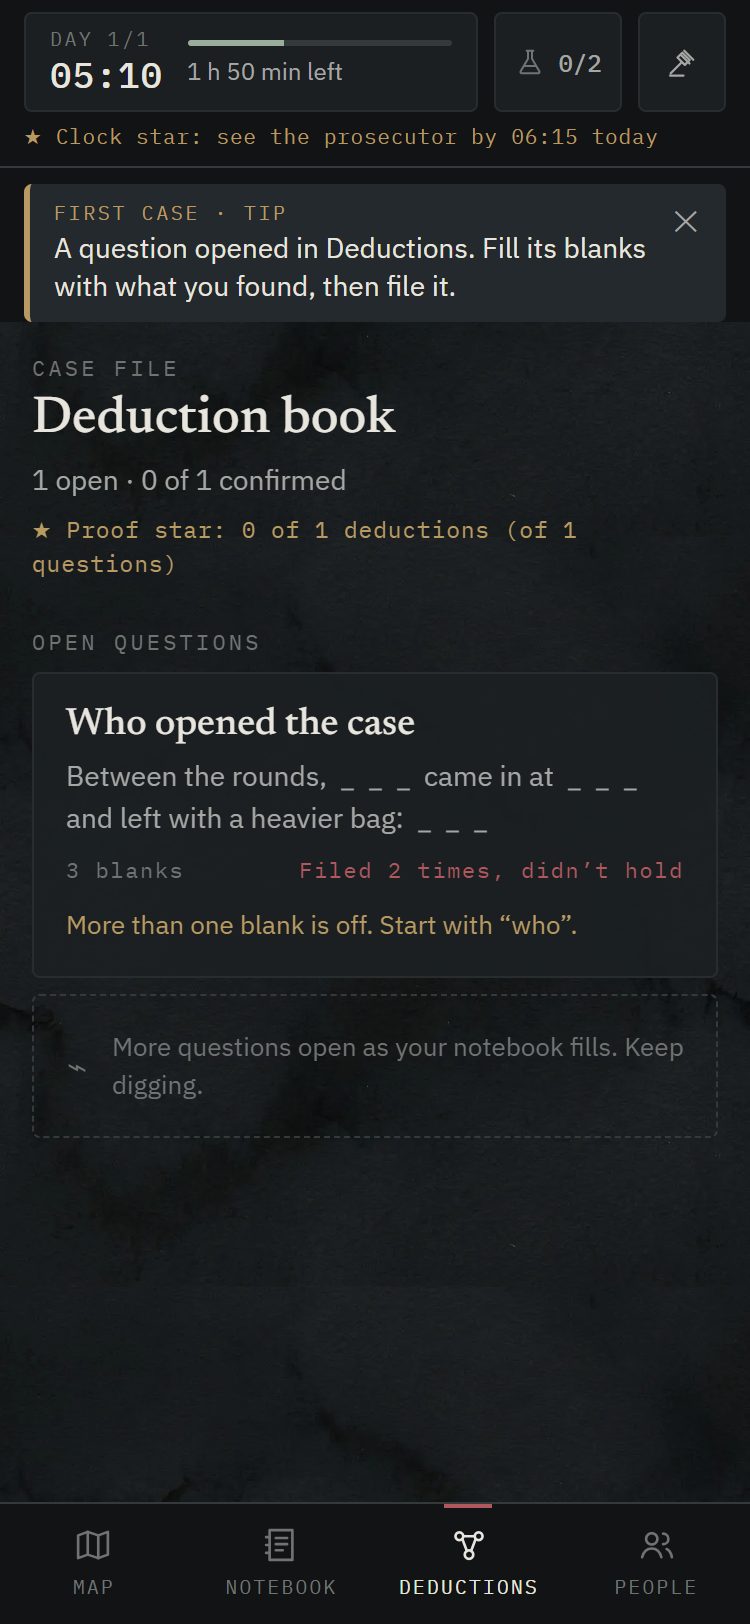 DAY 1/1
05:10
1 h 50 min left
0/2
★ Clock star: see the prosecutor by 06:15 today
FIRST CASE · TIP
A question opened in Deductions. Fill its blanks
with what you found, then file it.
CASE FILE
Deduction book
1 open · 0 of 1 confirmed
★ Proof star: 0 of 1 deductions (of 1
questions)
OPEN QUESTIONS
Who opened the case
Between the rounds, _ _ _ came in at _ _ _
and left with a heavier bag: _ _ _
3 blanks
Filed 2 times, didn’t hold
More than one blank is off. Start with “who”.
More questions open as your notebook fills. Keep
digging.
MAP
NOTEBOOK
DEDUCTIONS
PEOPLE